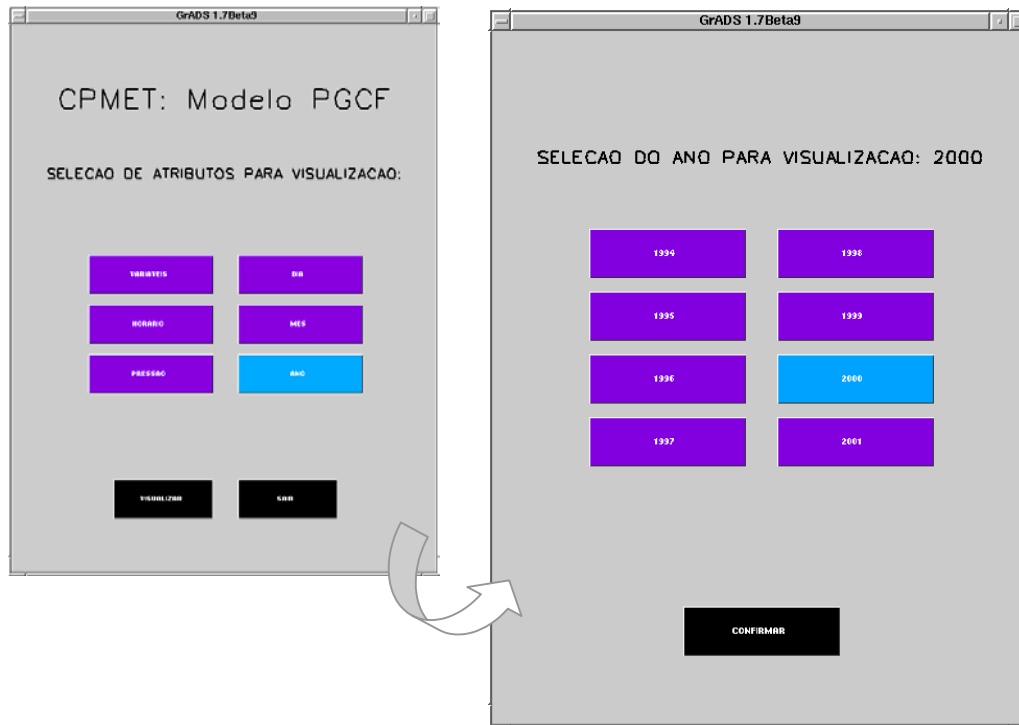 GrADS 1.7Beta9
CPMET: Modelo PGCF
SELECAO DE ATRIBUTOS PARA VISUALIZACAO:
VARIAVEIS
DIA
HORARIO
MES
PRESSAO
ANO
VISUALIZAR
SAIR
GrADS 1.7Beta9
SELECAO DO ANO PARA VISUALIZACAO: 2000
1994
1998
1995
1999
1996
2000
1997
2001
CONFIRMAR